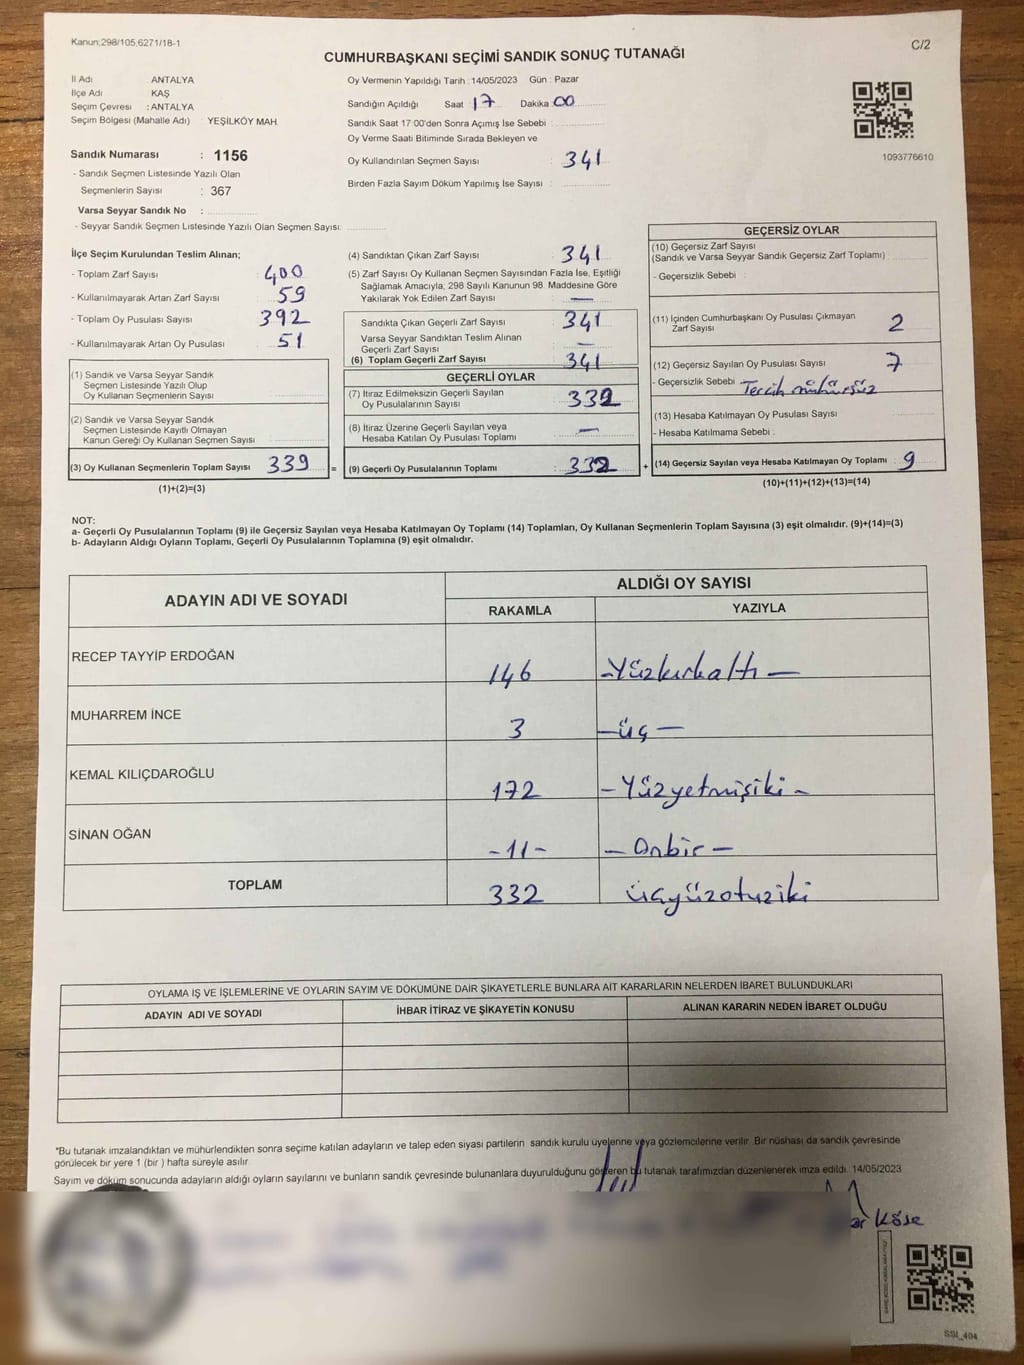 Kanun;298/105;6271/18-1
C/2
CUMHURBAŞKANI SEÇİMİ SANDIK SONUÇ TUTANAĞI
İl Adı ANTALYA
İlçe Adı KAŞ
Seçim Çevresi : ANTALYA
Seçim Bölgesi (Mahalle Adı) : YEŞİLKÖY MAH.
Sandık Numarası : 1156
- Sandık Seçmen Listesinde Yazılı Olan
Seçmenlerin Sayısı : 367
Varsa Seyyar Sandık No :
- Seyyar Sandık Seçmen Listesinde Yazılı Olan Seçmen Sayısı:
Oy Vermenin Yapıldığı Tarih : 14/05/2023 Gün : Pazar
Sandığın Açıldığı Saat 17 Dakika 00
Sandık Saat 17:00'den Sonra Açımış İse Sebebi :
Oy Verme Saati Bitiminde Sırada Bekleyen ve
Oy Kullandırılan Seçmen Sayısı : 341
Birden Fazla Sayım Döküm Yapılmış İse Sayısı :
1093776610
İlçe Seçim Kurulundan Teslim Alınan;
- Toplam Zarf Sayısı : 400
- Kullanılmayarak Artan Zarf Sayısı : 59
- Toplam Oy Pusulası Sayısı : 392
- Kullanılmayarak Artan Oy Pusulası : 51
(1) Sandık ve Varsa Seyyar Sandık
Seçmen Listesinde Yazılı Olup
Oy Kullanan Seçmenlerin Sayısı :
(2) Sandık ve Varsa Seyyar Sandık
Seçmen Listesinde Kayıtlı Olmayan
Kanun Gereği Oy Kullanan Seçmen Sayısı :
(3) Oy Kullanan Seçmenlerin Toplam Sayısı : 339 =
(1)+(2)=(3)
(4) Sandıktan Çıkan Zarf Sayısı : 341
(5) Zarf Sayısı Oy Kullanan Seçmen Sayısından Fazla İse, Eşitliği
Sağlamak Amacıyla; 298 Sayılı Kanunun 98. Maddesine Göre
Yakılarak Yok Edilen Zarf Sayısı : —
Sandıkta Çıkan Geçerli Zarf Sayısı : 341
Varsa Seyyar Sandıktan Teslim Alınan
Geçerli Zarf Sayısı : —
(6) Toplam Geçerli Zarf Sayısı : 341
GEÇERLİ OYLAR
(7) İtiraz Edilmeksizin Geçerli Sayılan
Oy Pusulalarının Sayısı : 332
(8) İtiraz Üzerine Geçerli Sayılan veya
Hesaba Katılan Oy Pusulası Toplamı : —
(9) Geçerli Oy Pusulalarının Toplamı : 332 +
GEÇERSİZ OYLAR
(10) Geçersiz Zarf Sayısı
(Sandık ve Varsa Seyyar Sandık Geçersiz Zarf Toplamı) :
- Geçersizlik Sebebi :
(11) İçinden Cumhurbaşkanı Oy Pusulası Çıkmayan
Zarf Sayısı : 2
(12) Geçersiz Sayılan Oy Pusulası Sayısı : 7
- Geçersizlik Sebebi : Tercih mühürsüz
(13) Hesaba Katılmayan Oy Pusulası Sayısı :
- Hesaba Katılmama Sebebi :
(14) Geçersiz Sayılan veya Hesaba Katılmayan Oy Toplamı : 9
(10)+(11)+(12)+(13)=(14)
NOT:
a- Geçerli Oy Pusulalarının Toplamı (9) ile Geçersiz Sayılan veya Hesaba Katılmayan Oy Toplamı (14) Toplamları, Oy Kullanan Seçmenlerin Toplam Sayısına (3) eşit olmalıdır. (9)+(14)=(3)
b- Adayların Aldığı Oyların Toplamı, Geçerli Oy Pusulalarının Toplamına (9) eşit olmalıdır.
ADAYIN ADI VE SOYADI
ALDIĞI OY SAYISI
RAKAMLA YAZIYLA
RECEP TAYYİP ERDOĞAN 146 -Yüzkırkaltı-
MUHARREM İNCE 3 -üç-
KEMAL KILIÇDAROĞLU 172 -Yüzyetmişiki-
SİNAN OĞAN -11- -Onbir-
TOPLAM 332 üçyüzotuziki
OYLAMA İŞ VE İŞLEMLERİNE VE OYLARIN SAYIM VE DÖKÜMÜNE DAİR ŞİKAYETLERLE BUNLARA AİT KARARLARIN NELERDEN İBARET BULUNDUKLARI
ADAYIN ADI VE SOYADI İHBAR İTİRAZ VE ŞİKAYETİN KONUSU ALINAN KARARIN NEDEN İBARET OLDUĞU
*Bu tutanak imzalandıktan ve mühürlendikten sonra seçime katılan adayların ve talep eden siyasi partilerin sandık kurulu üyelerine veya gözlemcilerine verilir. Bir nüshası da sandık çevresinde
görülecek bir yere 1 (bir ) hafta süreyle asılır.
Sayım ve döküm sonucunda adayların aldığı oyların sayılarını ve bunların sandık çevresinde bulunanlara duyurulduğunu gösteren bu tutanak tarafımızdan düzenlenerek imza edildi. 14/05/2023
ar Köse
SSI_404